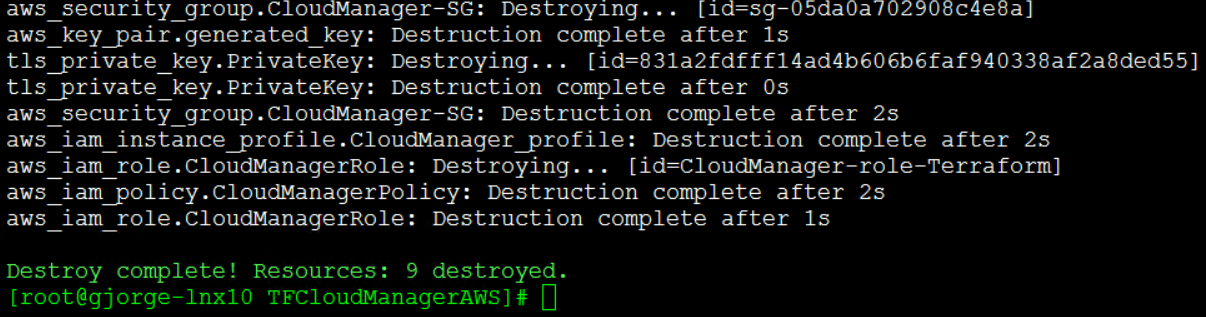 aws_security_group.CloudManager-SG: Destroying... [id=sg-05da0a702908c4e8a]
aws_key_pair.generated_key: Destruction complete after 1s
tls_private_key.PrivateKey: Destroying... [id=831a2fdfff14ad4b606b6faf940338af2a8ded55]
tls_private_key.PrivateKey: Destruction complete after 0s
aws_security_group.CloudManager-SG: Destruction complete after 2s
aws_iam_instance_profile.CloudManager_profile: Destruction complete after 2s
aws_iam_role.CloudManagerRole: Destroying... [id=CloudManager-role-Terraform]
aws_iam_policy.CloudManagerPolicy: Destruction complete after 2s
aws_iam_role.CloudManagerRole: Destruction complete after 1s
Destroy complete! Resources: 9 destroyed.
[root@gjorge-lnx10 TFCloudManagerAWS]#